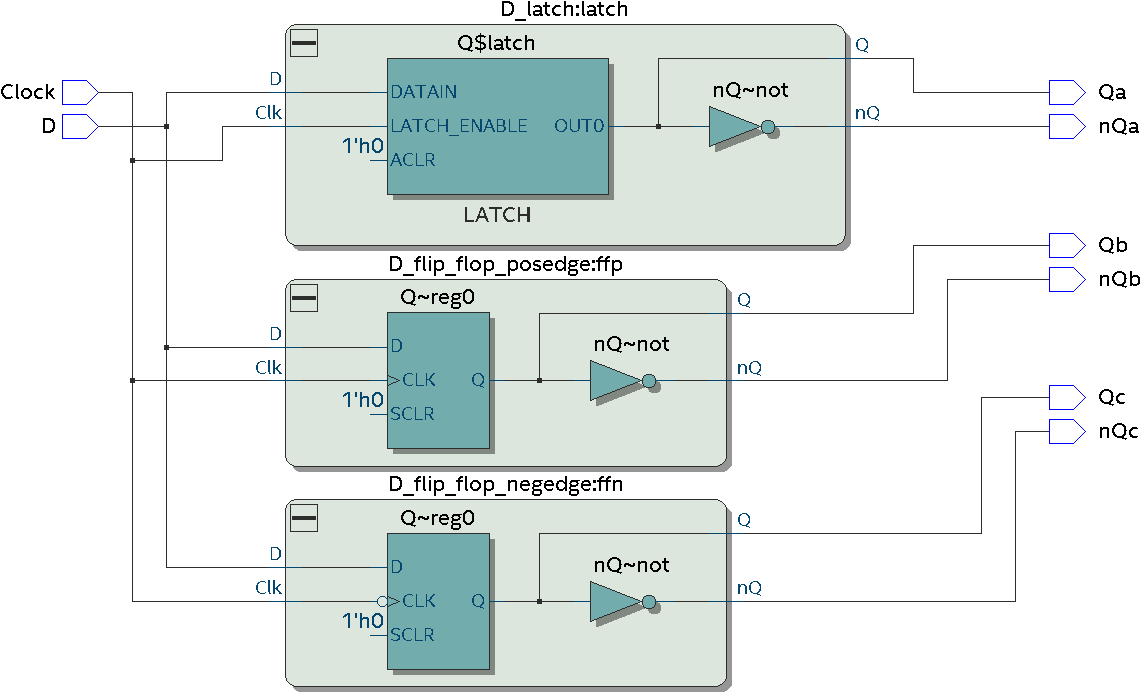 D_latch:latch
Q$latch
Q
D
Clock
DATAIN
nQ~not
Qa
Clk
D
LATCH_ENABLE
OUT0
nQ
nQa
1'h0
ACLR
LATCH
Qb
D_flip_flop_posedge:ffp
nQb
Q~reg0
Q
D
D
nQ~not
Clk
CLK
Q
nQ
1'h0
SCLR
Qc
nQc
D_flip_flop_negedge:ffn
Q~reg0
Q
D
D
nQ~not
Clk
CLK
Q
nQ
1'h0
SCLR